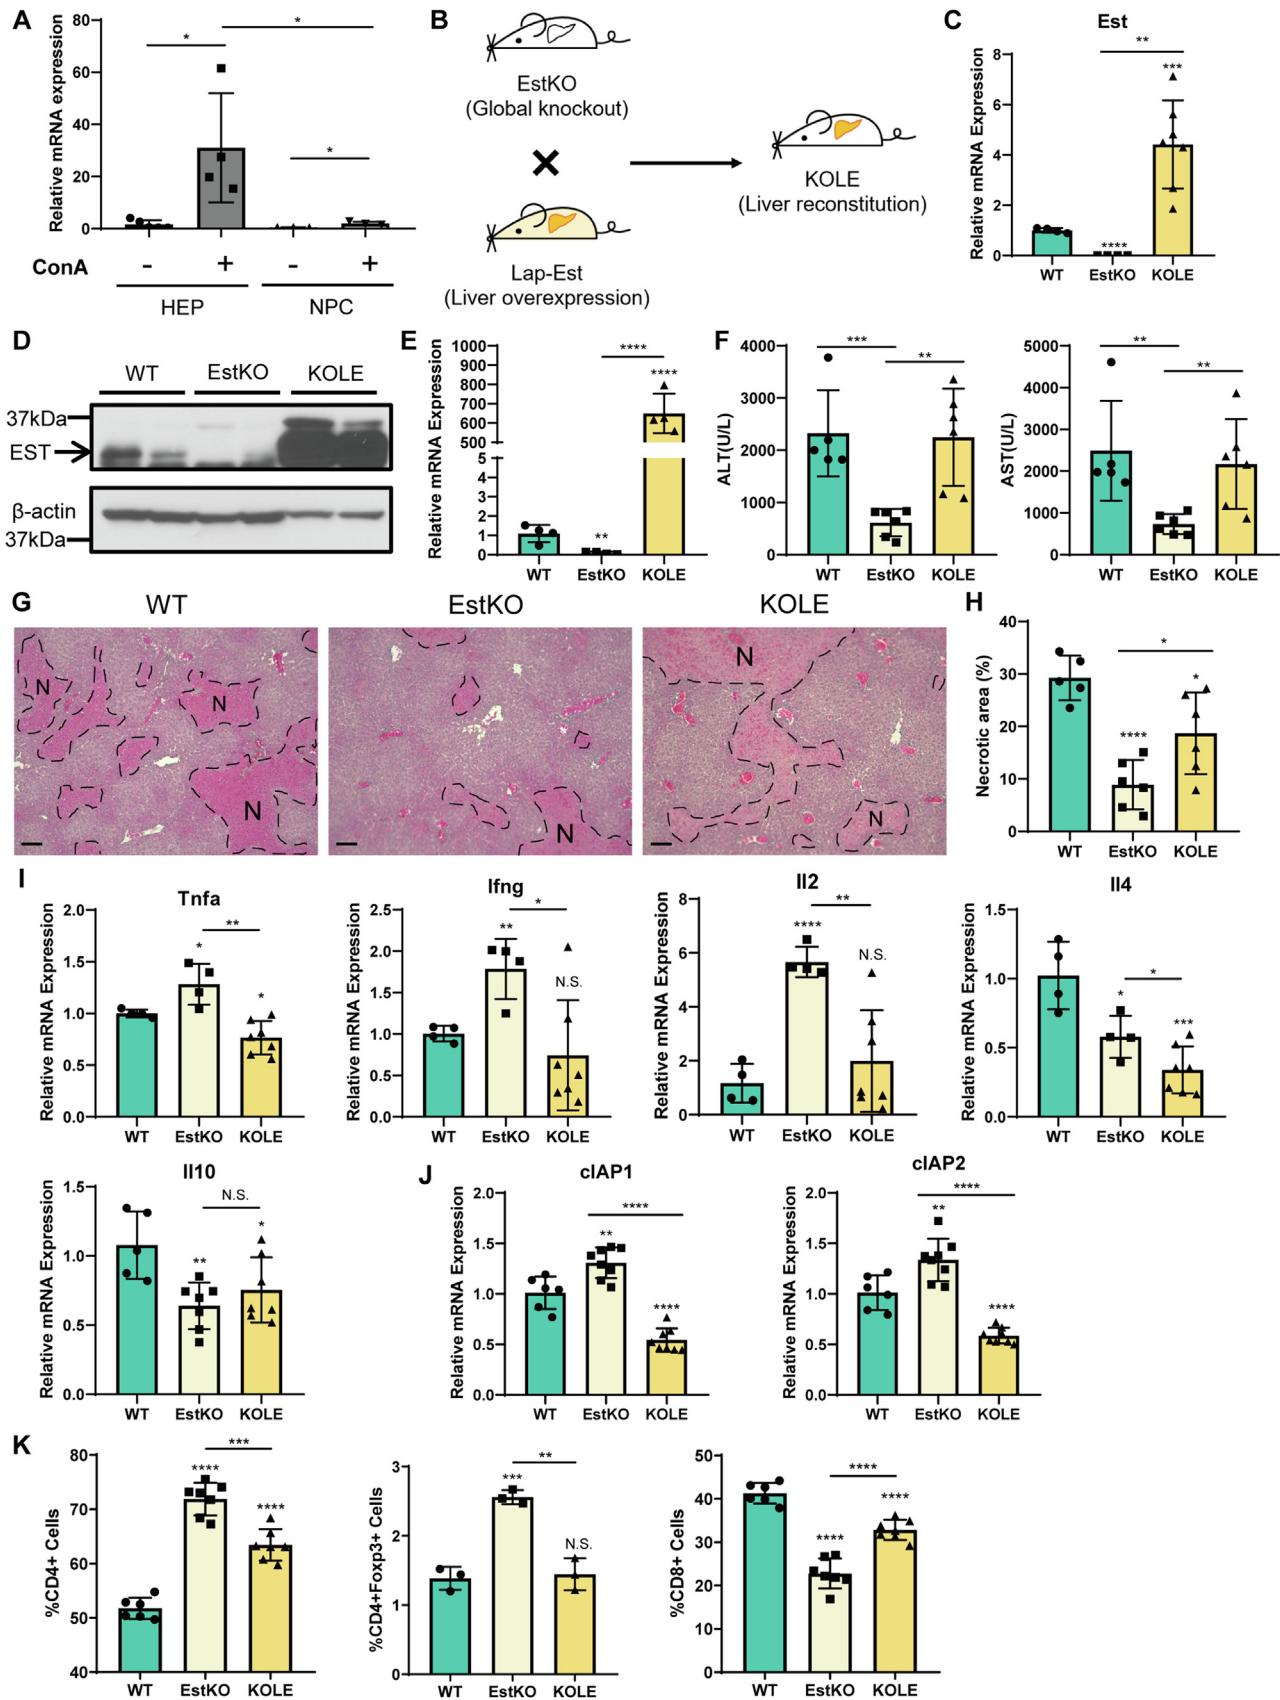 A
Relative mRNA expression
80
60
40
20
0
*
*
*
ConA
-
+
-
+
HEP
NPC
B
EstKO
(Global knockout)
Lap-Est
(Liver overexpression)
KOLE
(Liver reconstitution)
C
Est
Relative mRNA Expression
8
6
4
2
0
**
***
****
WT
EstKO
KOLE
D
WT
EstKO
KOLE
37kDa
EST
β-actin
37kDa
E
Relative mRNA Expression
1000
900
800
700
600
500
5
4
3
2
1
0
****
****
**
WT
EstKO
KOLE
F
ALT(U/L)
4000
3000
2000
1000
0
***
**
WT
EstKO
KOLE
AST(U/L)
5000
4000
3000
2000
1000
0
**
**
WT
EstKO
KOLE
G
WT
EstKO
KOLE
N
N
N
N
N
N
H
Necrotic area (%)
40
30
20
10
0
*
*
****
WT
EstKO
KOLE
I
Tnfa
Relative mRNA Expression
2.0
1.5
1.0
0.5
0.0
**
*
*
WT
EstKO
KOLE
Ifng
Relative mRNA Expression
2.5
2.0
1.5
1.0
0.5
0.0
*
**
N.S.
WT
EstKO
KOLE
Il2
Relative mRNA Expression
8
6
4
2
0
**
****
N.S.
WT
EstKO
KOLE
Il4
Relative mRNA Expression
1.5
1.0
0.5
0.0
*
*
***
WT
EstKO
KOLE
Il10
Relative mRNA Expression
1.5
1.0
0.5
0.0
N.S.
*
**
WT
EstKO
KOLE
J
cIAP1
Relative mRNA Expression
2.0
1.5
1.0
0.5
0.0
****
**
****
WT
EstKO
KOLE
cIAP2
Relative mRNA Expression
2.0
1.5
1.0
0.5
0.0
****
**
****
WT
EstKO
KOLE
K
%CD4+ Cells
80
70
60
50
40
***
****
****
WT
EstKO
KOLE
%CD4+Foxp3+ Cells
3
2
1
0
**
***
N.S.
WT
EstKO
KOLE
%CD8+ Cells
50
40
30
20
10
0
****
****
****
WT
EstKO
KOLE